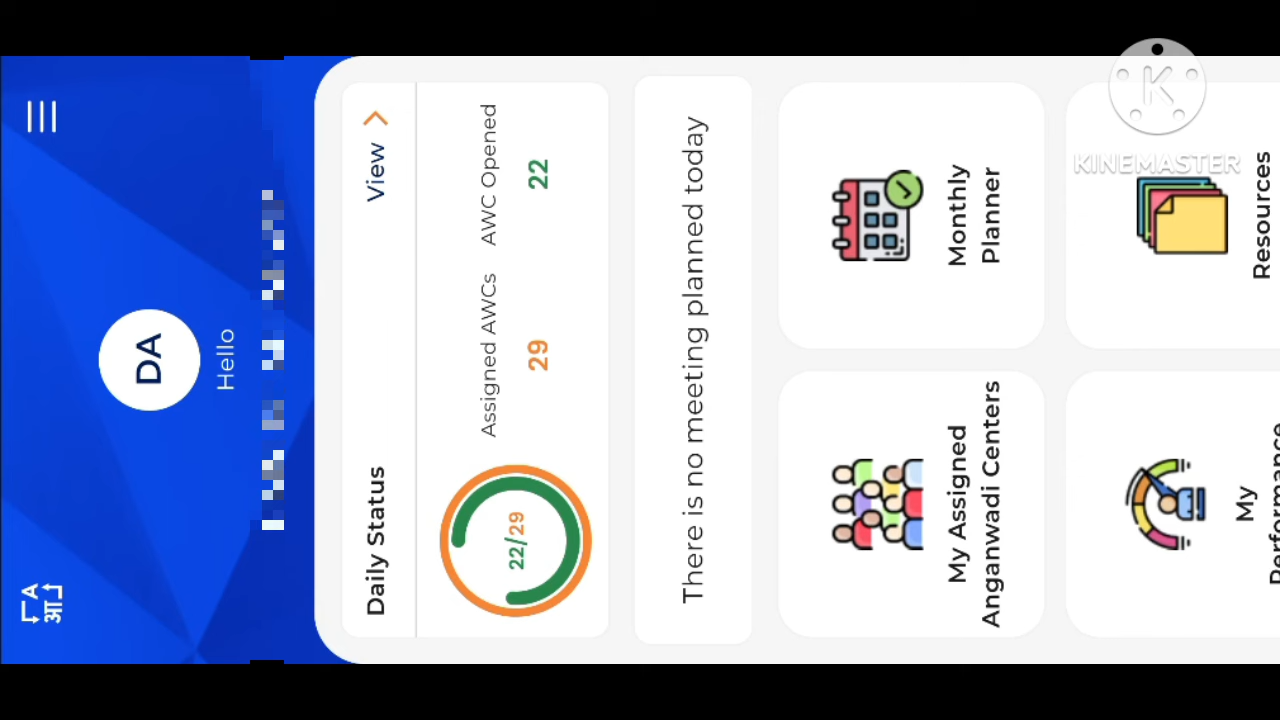 अA
DA
Hello
Daily Status
View
22/29
Assigned AWCs
AWC Opened
29
22
There is no meeting planned today
My Assigned
Anganwadi Centers
Monthly
Planner
My
Resources
K
KINEMASTER